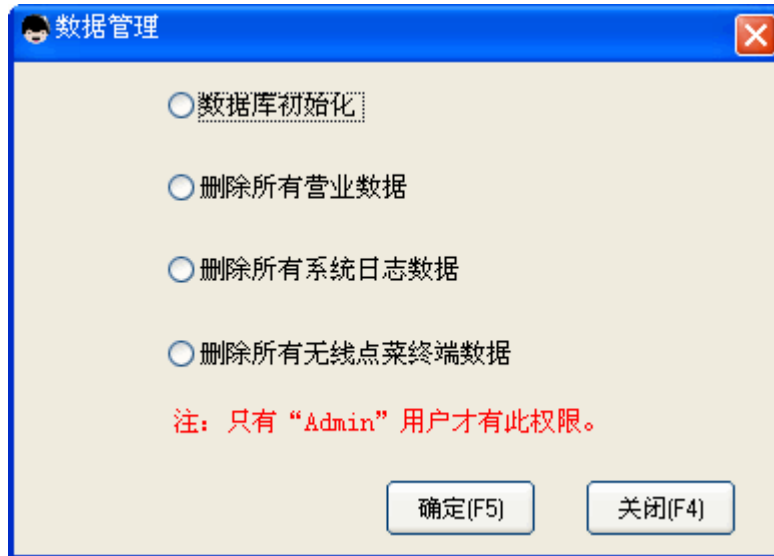 数据管理
数据库初始化
删除所有营业数据
删除所有系统日志数据
删除所有无线点菜终端数据
注：只有“Admin”用户才有此权限。
确定(F5) 关闭(F4)